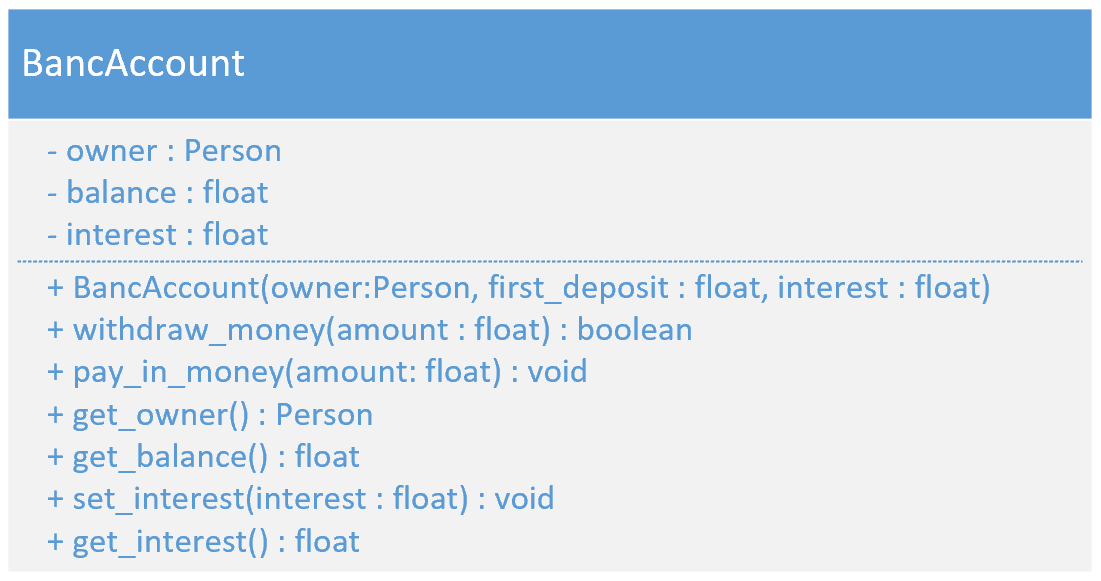 BancAccount
- owner : Person
- balance : float
- interest : float
+ BancAccount(owner:Person, first_deposit : float, interest : float)
+ withdraw_money(amount : float) : boolean
+ pay_in_money(amount: float) : void
+ get_owner() : Person
+ get_balance() : float
+ set_interest(interest : float) : void
+ get_interest() : float